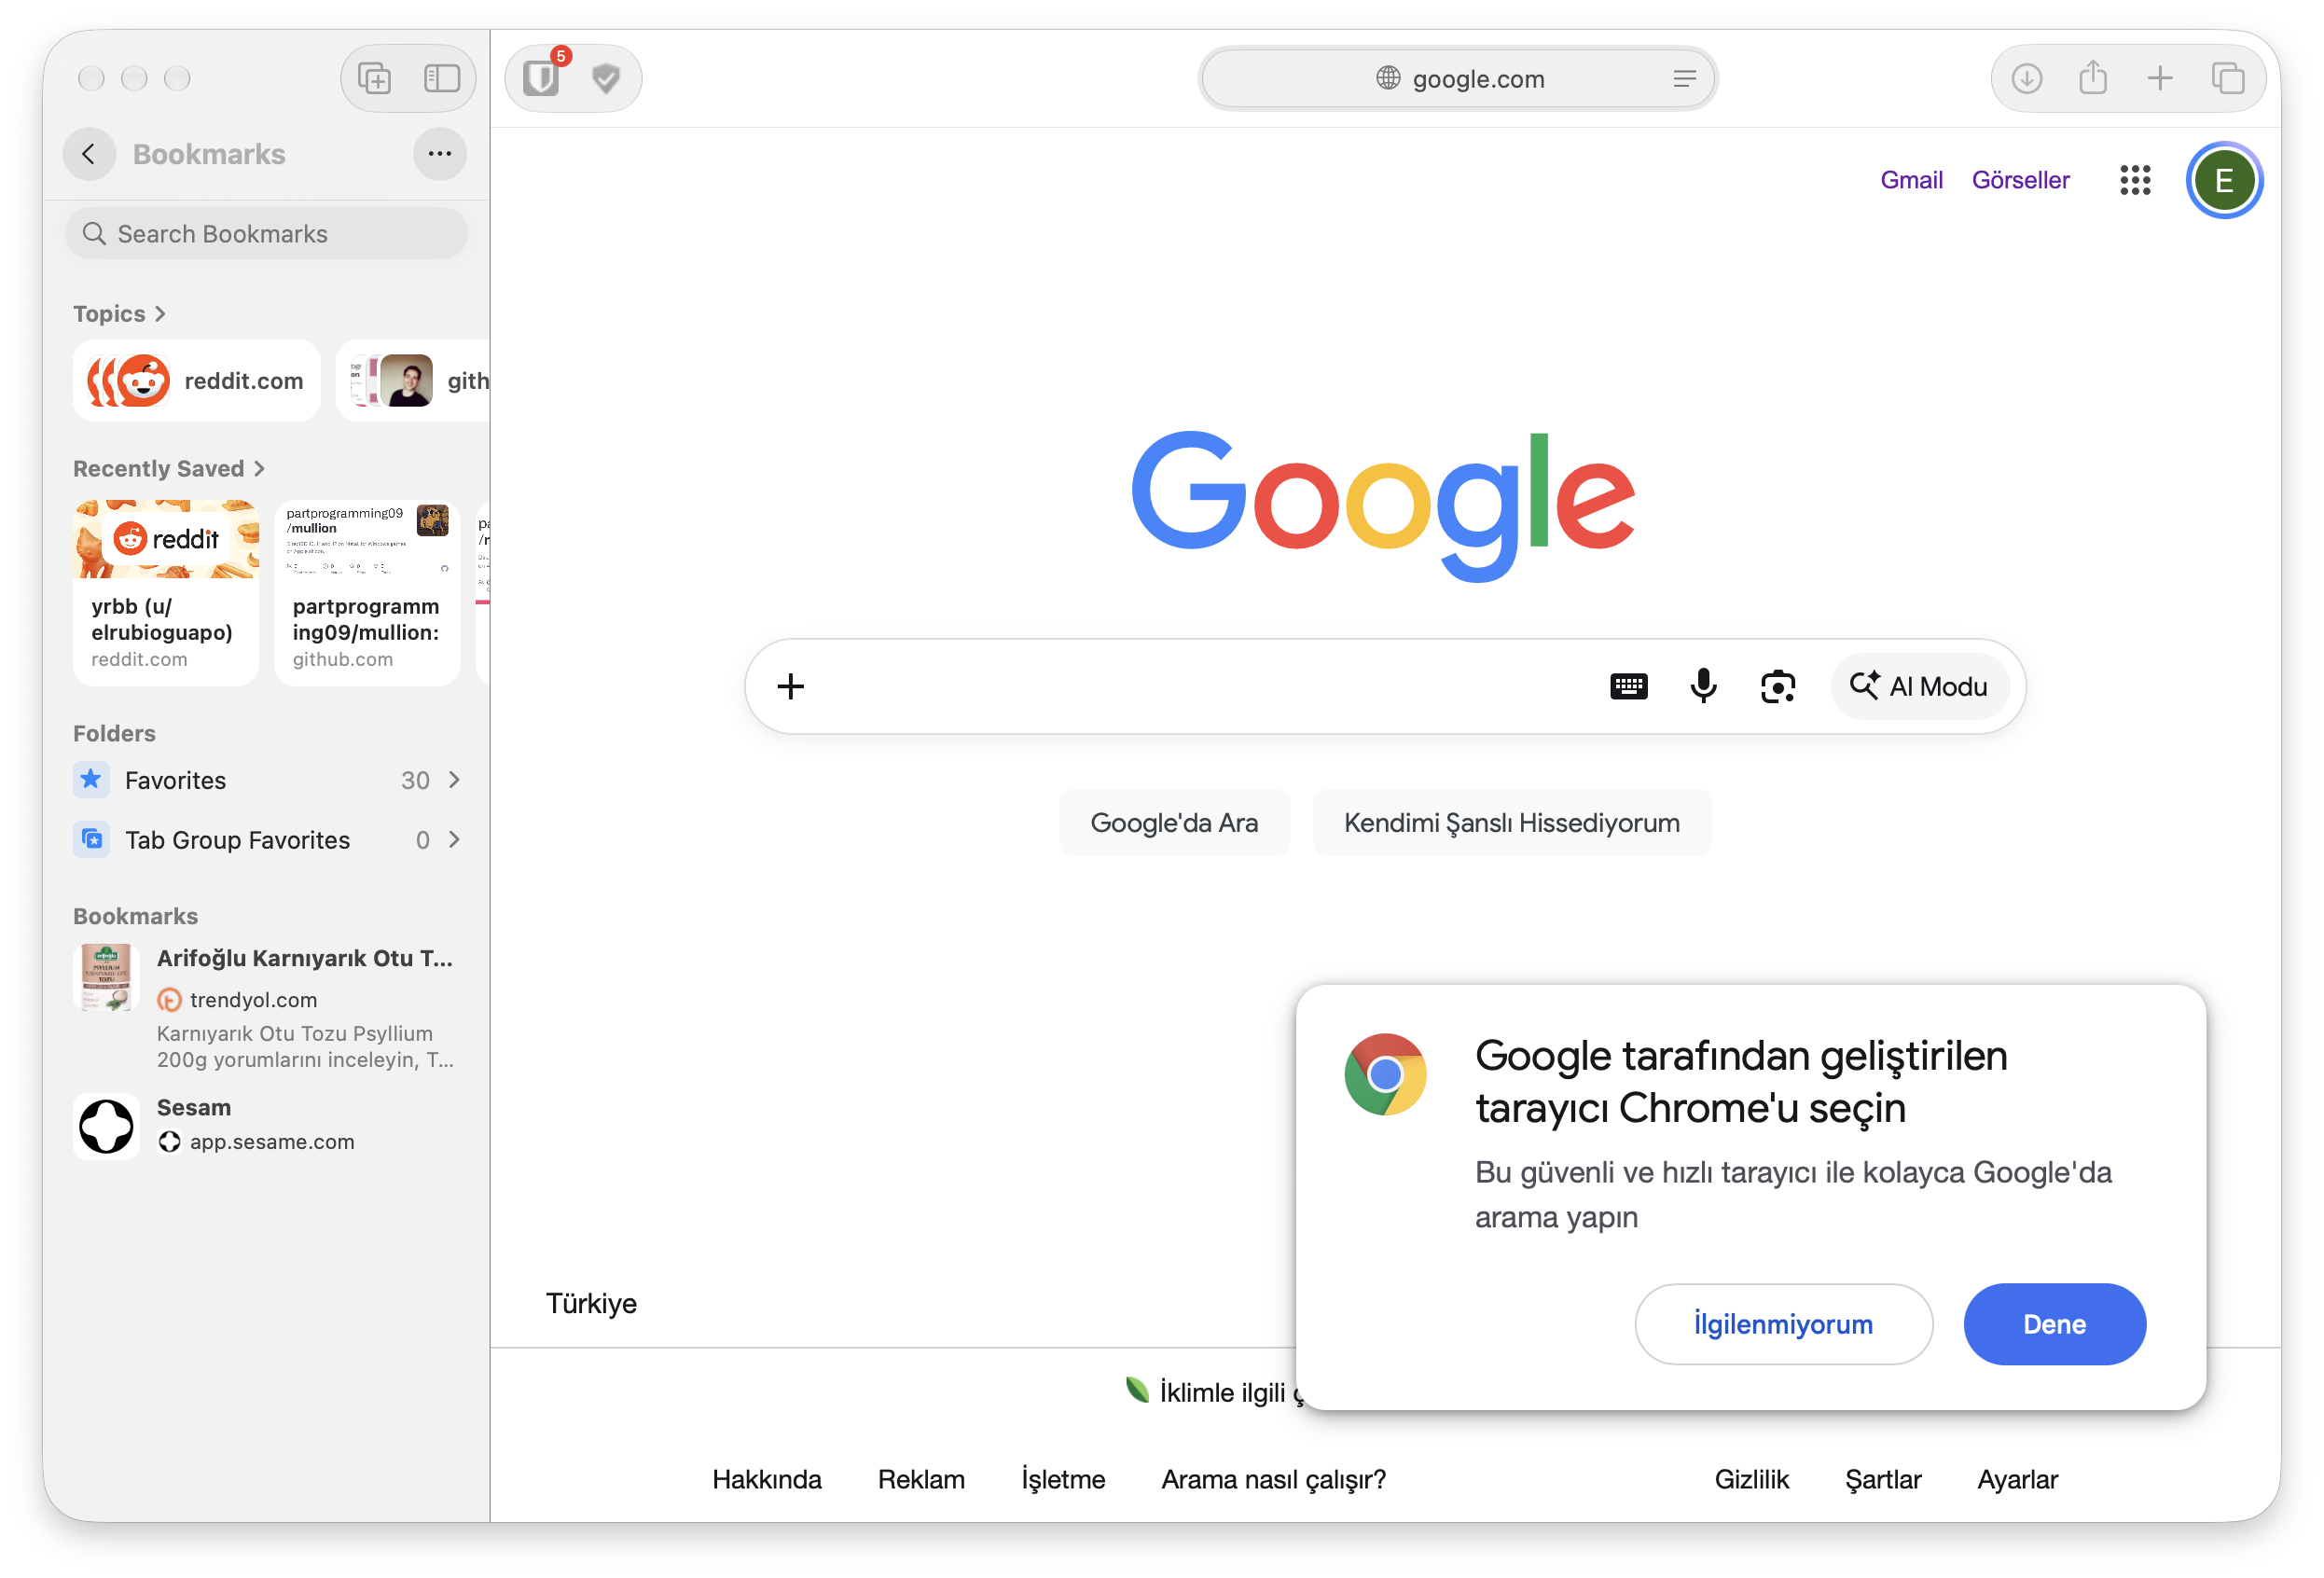 5
google.com
Bookmarks
Search Bookmarks
Gmail
Görseller
E
Topics
reddit.com
gith
Recently Saved
reddit
yrbb (u/
elrubioguapo)
reddit.com
partprogramming09
/mullion
partprogramm
ing09/mullion:
github.com
Folders
Favorites 30
Tab Group Favorites 0
Bookmarks
Arifoğlu Karnıyarık Otu T...
trendyol.com
Karnıyarık Otu Tozu Psyllium
200g yorumlarını inceleyin, T...
Sesam
app.sesame.com
Google
AI Modu
Google'da Ara
Kendimi Şanslı Hissediyorum
Google tarafından geliştirilen
tarayıcı Chrome'u seçin
Bu güvenli ve hızlı tarayıcı ile kolayca Google'da
arama yapın
İlgilenmiyorum
Dene
Türkiye
İklimle ilgili ç
Hakkında
Reklam
İşletme
Arama nasıl çalışır?
Gizlilik
Şartlar
Ayarlar